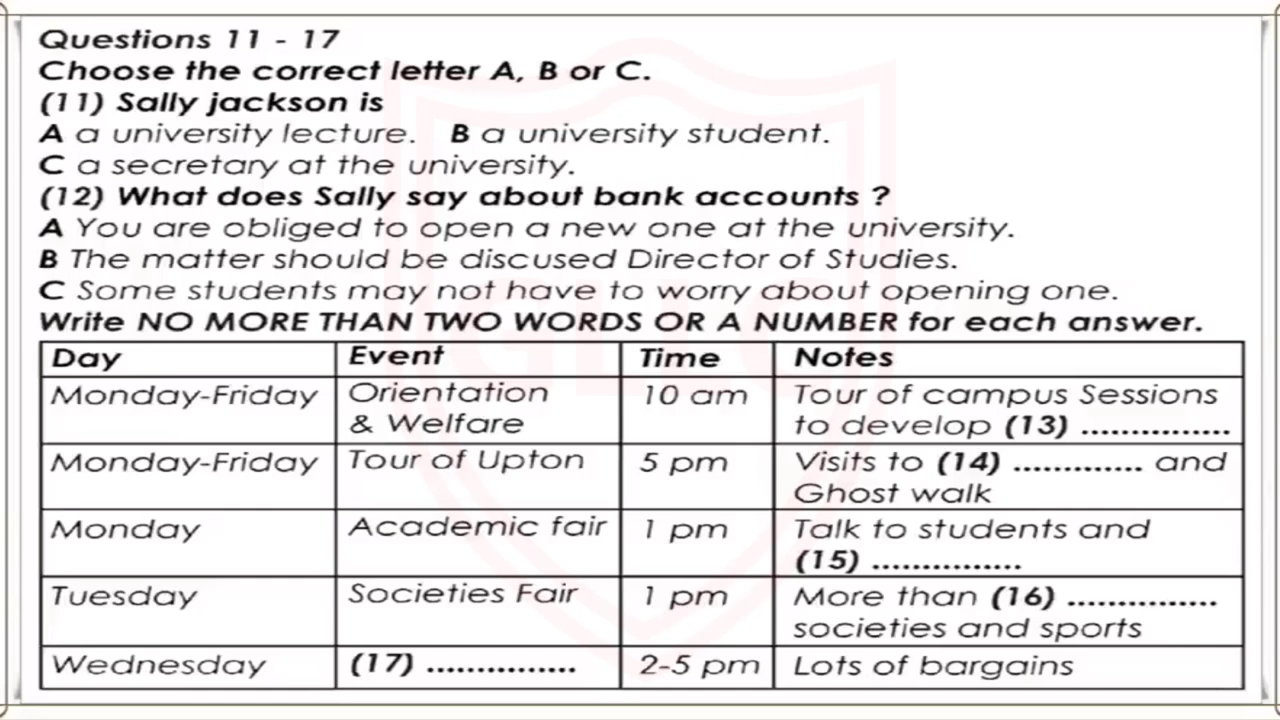 Questions 11 - 17
Choose the correct letter A, B or C.
(11) Sally jackson is
A a university lecture. B a university student.
C a secretary at the university.
(12) What does Sally say about bank accounts ?
A You are obliged to open a new one at the university.
B The matter should be discused Director of Studies.
C Some students may not have to worry about opening one.
Write NO MORE THAN TWO WORDS OR A NUMBER for each answer.
Day Event Time Notes
Monday-Friday Orientation 10 am Tour of campus Sessions
& Welfare to develop (13) ...............
Monday-Friday Tour of Upton 5 pm Visits to (14) ............. and
Ghost walk
Monday Academic fair 1 pm Talk to students and
(15) ...............
Tuesday Societies Fair 1 pm More than (16) ...............
societies and sports
Wednesday (17) ............... 2-5 pm Lots of bargains